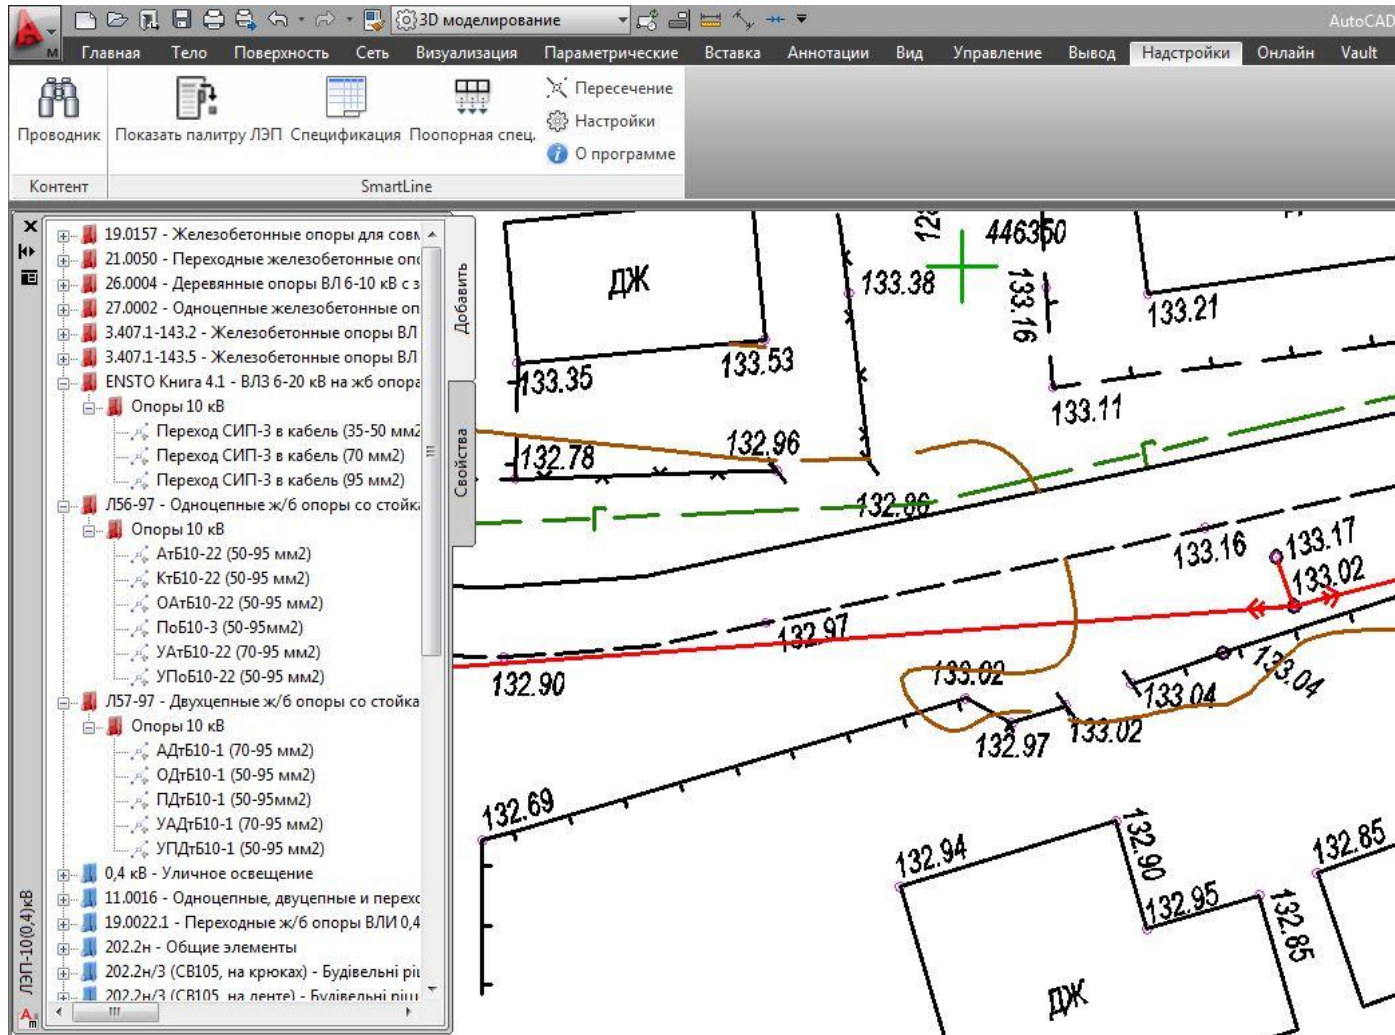 3D моделирование
AutoCAD
М
Главная Тело Поверхность Сеть Визуализация Параметрические Вставка Аннотации Вид Управление Вывод Надстройки Онлайн Vault
Проводник
Показать палитру ЛЭП
Спецификация
Поопорная спец.
Пересечение
Настройки
О программе
Контент
SmartLine
Добавить
Свойства
ЛЭП-10(0,4)кВ
19.0157 - Железобетонные опоры для совм
21.0050 - Переходные железобетонные опо
26.0004 - Деревянные опоры ВЛ 6-10 кВ с з
27.0002 - Одноцепные железобетонные оп
3.407.1-143.2 - Железобетонные опоры ВЛ
3.407.1-143.5 - Железобетонные опоры ВЛ
ENSTO Книга 4.1 - ВЛЗ 6-20 кВ на жб опора
Опоры 10 кВ
Переход СИП-3 в кабель (35-50 мм2
Переход СИП-3 в кабель (70 мм2)
Переход СИП-3 в кабель (95 мм2)
Л56-97 - Одноцепные ж/б опоры со стойка
Опоры 10 кВ
АтБ10-22 (50-95 мм2)
КтБ10-22 (50-95 мм2)
ОАтБ10-22 (50-95 мм2)
ПоБ10-3 (50-95мм2)
УАтБ10-22 (70-95 мм2)
УПоБ10-22 (50-95 мм2)
Л57-97 - Двухцепные ж/б опоры со стойка
Опоры 10 кВ
АДтБ10-1 (70-95 мм2)
ОДтБ10-1 (50-95 мм2)
ПДтБ10-1 (50-95мм2)
УАДтБ10-1 (70-95 мм2)
УПДтБ10-1 (50-95 мм2)
0,4 кВ - Уличное освещение
11.0016 - Одноцепные, двуцепные и перехо
19.0022.1 - Переходные ж/б опоры ВЛИ 0,4
202.2н - Общие элементы
202.2н/3 (СВ105, на крюках) - Будівельні ріш
202.2н/3 (СВ105, на ленте) - Будівельні ріш
ДЖ
446350
133.38
133.16
133.21
133.53
133.35
133.11
132.96
132.78
132.86
133.16
133.17
133.02
132.97
132.90
133.02
133.04
133.04
132.97
133.02
132.69
132.94
132.90
132.85
132.95
132.85
ДЖ